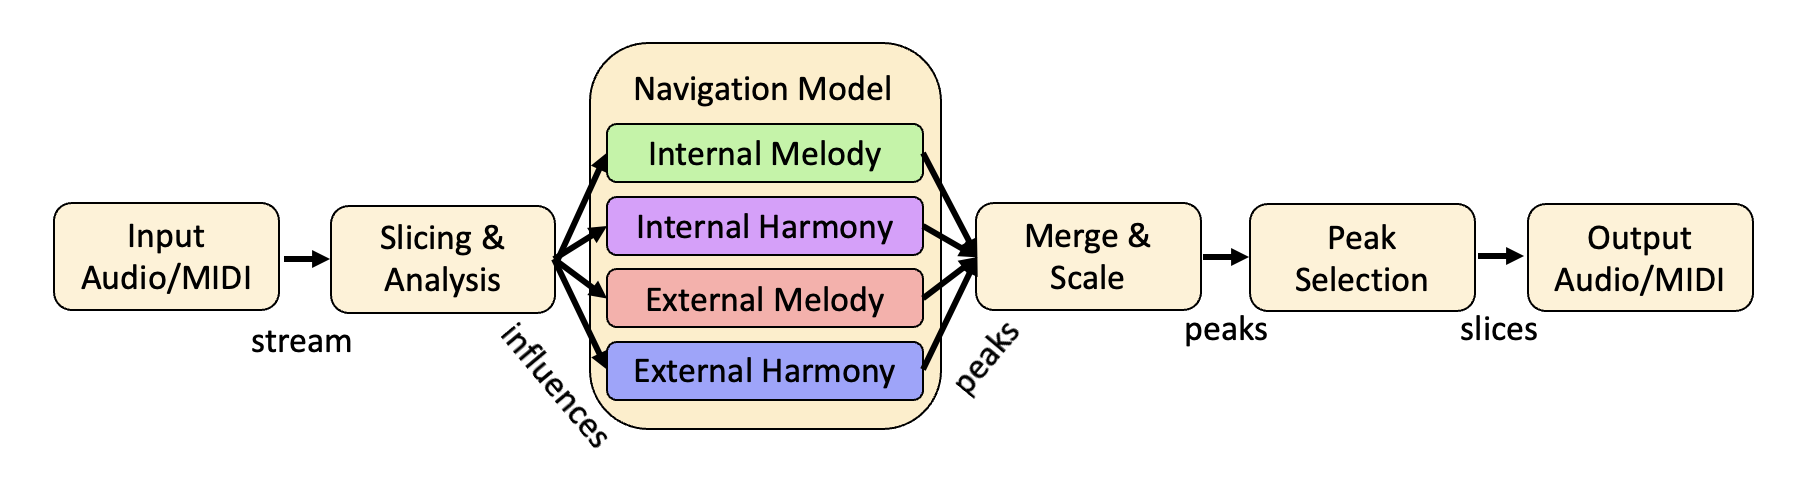 Navigation Model
Internal Melody
Internal Harmony
External Melody
External Harmony
Input
Audio/MIDI
stream
Slicing &
Analysis
influences
peaks
Merge &
Scale
peaks
Peak
Selection
slices
Output
Audio/MIDI